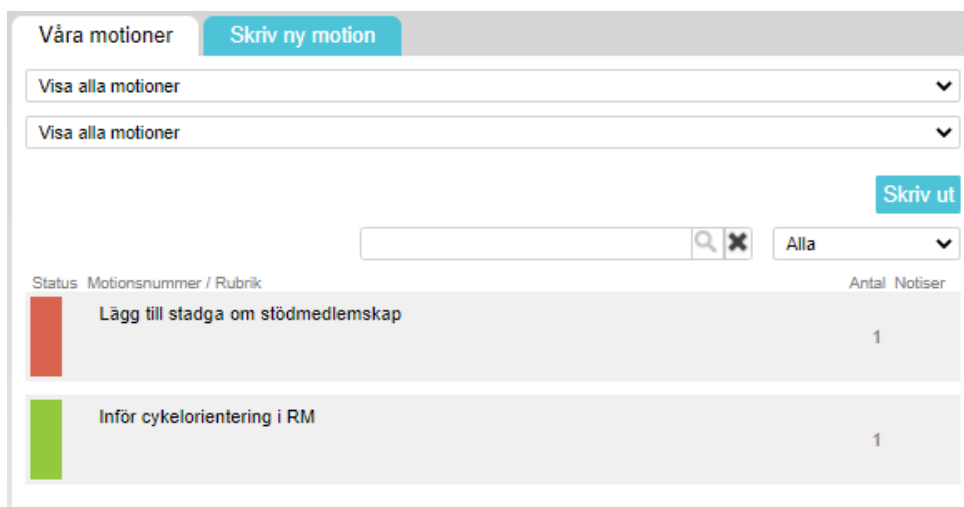 Våra motioner Skriv ny motion
Visa alla motioner
Visa alla motioner
Skriv ut
Alla
Status Motionsnummer / Rubrik Antal Notiser
Lägg till stadga om stödmedlemskap
1
Inför cykelorientering i RM
1